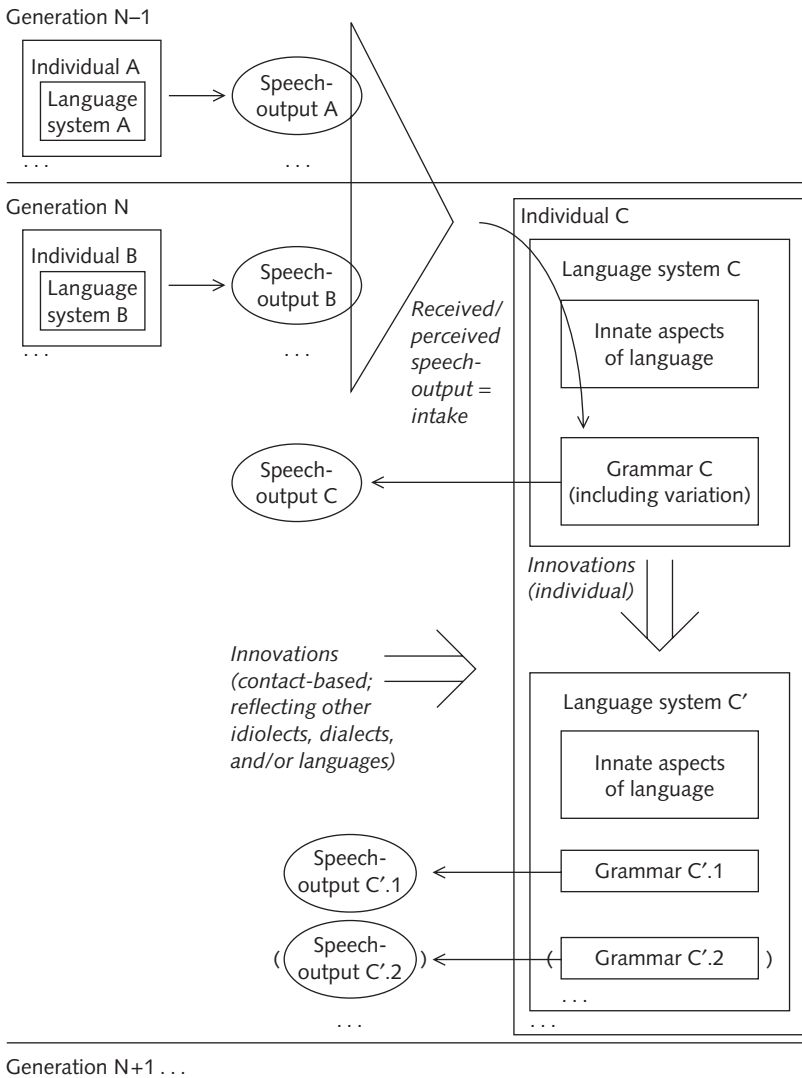 Generation N–1
Individual A
Language
system A
Speech-
output A
. . .
. . .
Generation N
Individual B
Language
system B
Speech-
output B
. . .
. . .
Received/
perceived
speech-
output =
intake
Individual C
Language system C
Innate aspects
of language
Grammar C
(including variation)
Speech-
output C
Innovations
(individual)
Innovations
(contact-based;
reflecting other
idiolects, dialects,
and/or languages)
Language system C′
Innate aspects
of language
Speech-
output C′.1
Grammar C′.1
( Speech-
output C′.2 )
( Grammar C′.2 )
. . .
. . .
. . .
Generation N+1 . . .